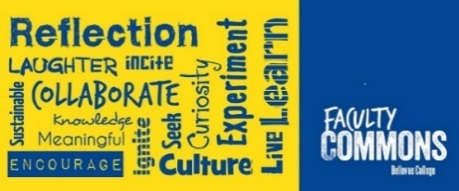 Reflection
LAUGHTER incite
Sustainable
COLLABORATE
Knowledge
Meaningful
ENCOURAGE
Ignite
Seek
Curiosity
Culture
Experiment
Live
Learn
FACULTY
COMMONS
Bellevue College